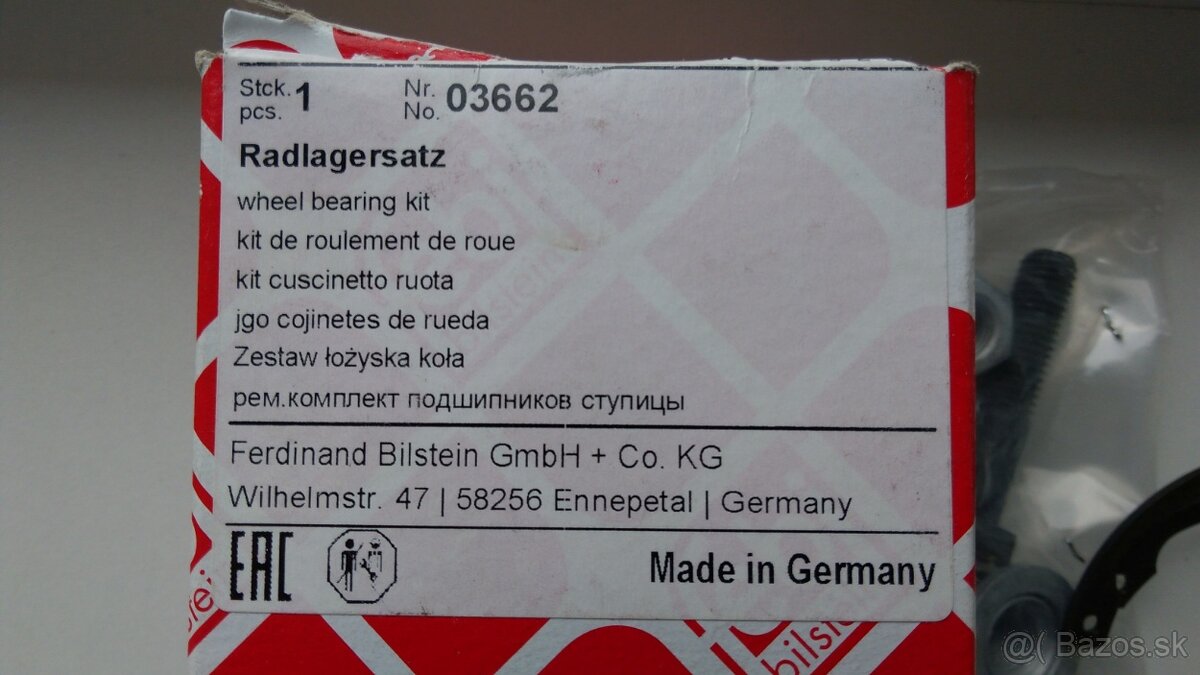 Stck. 1 Nr. 03662
pcs. No.
Radlagersatz
wheel bearing kit
kit de roulement de roue
kit cuscinetto ruota
jgo cojinetes de rueda
Zestaw łożyska koła
рем.комплект подшипников ступицы
Ferdinand Bilstein GmbH + Co. KG
Wilhelmstr. 47 | 58256 Ennepetal | Germany
EAC
Made in Germany
@( Bazos.sk